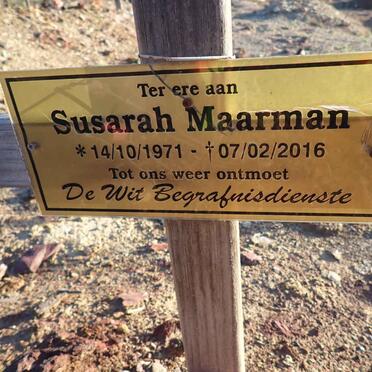 Ter ere aan
Susarah Maarman
*14/10/1971 - †07/02/2016
Tot ons weer ontmoet
De Wit Begrafnisdienste